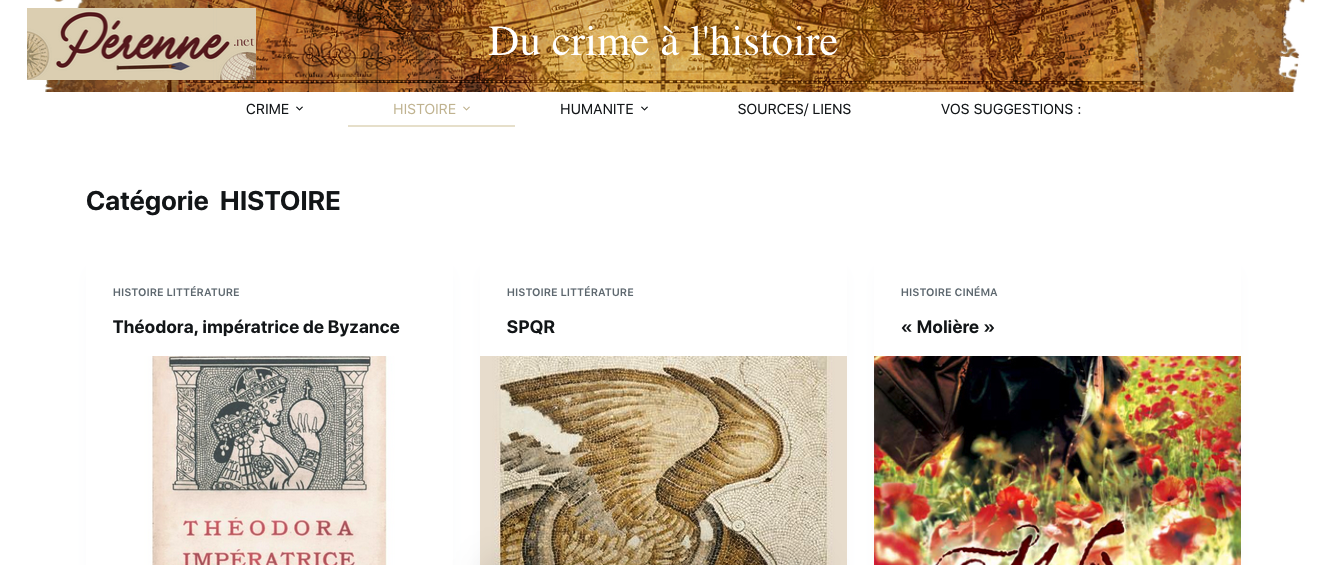 Pérenne
.net
Du crime à l'histoire
CRIME
HISTOIRE
HUMANITE
SOURCES/ LIENS
VOS SUGGESTIONS :
Catégorie HISTOIRE
HISTOIRE LITTÉRATURE
Théodora, impératrice de Byzance
THÉODORA
IMPÉRATRICE
HISTOIRE LITTÉRATURE
SPQR
HISTOIRE CINÉMA
« Molière »